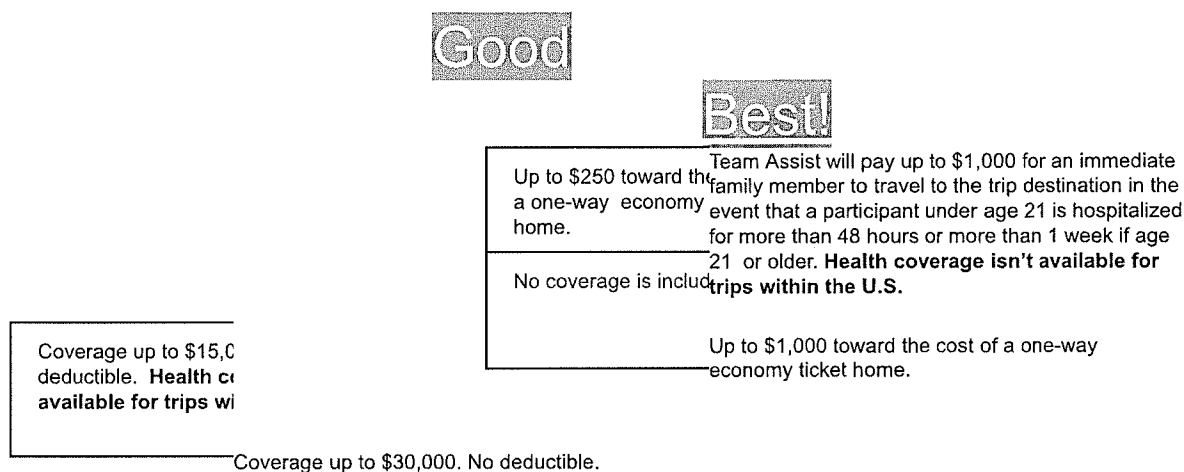 Good
Best!
Up to $250 toward the
a one-way economy
home.
No coverage is includ
Team Assist will pay up to $1,000 for an immediate
family member to travel to the trip destination in the
event that a participant under age 21 is hospitalized
for more than 48 hours or more than 1 week if age
21 or older. Health coverage isn't available for
trips within the U.S.
Up to $1,000 toward the cost of a one-way
economy ticket home.
Coverage up to $15,0
deductible. Health co
available for trips wi
Coverage up to $30,000. No deductible.